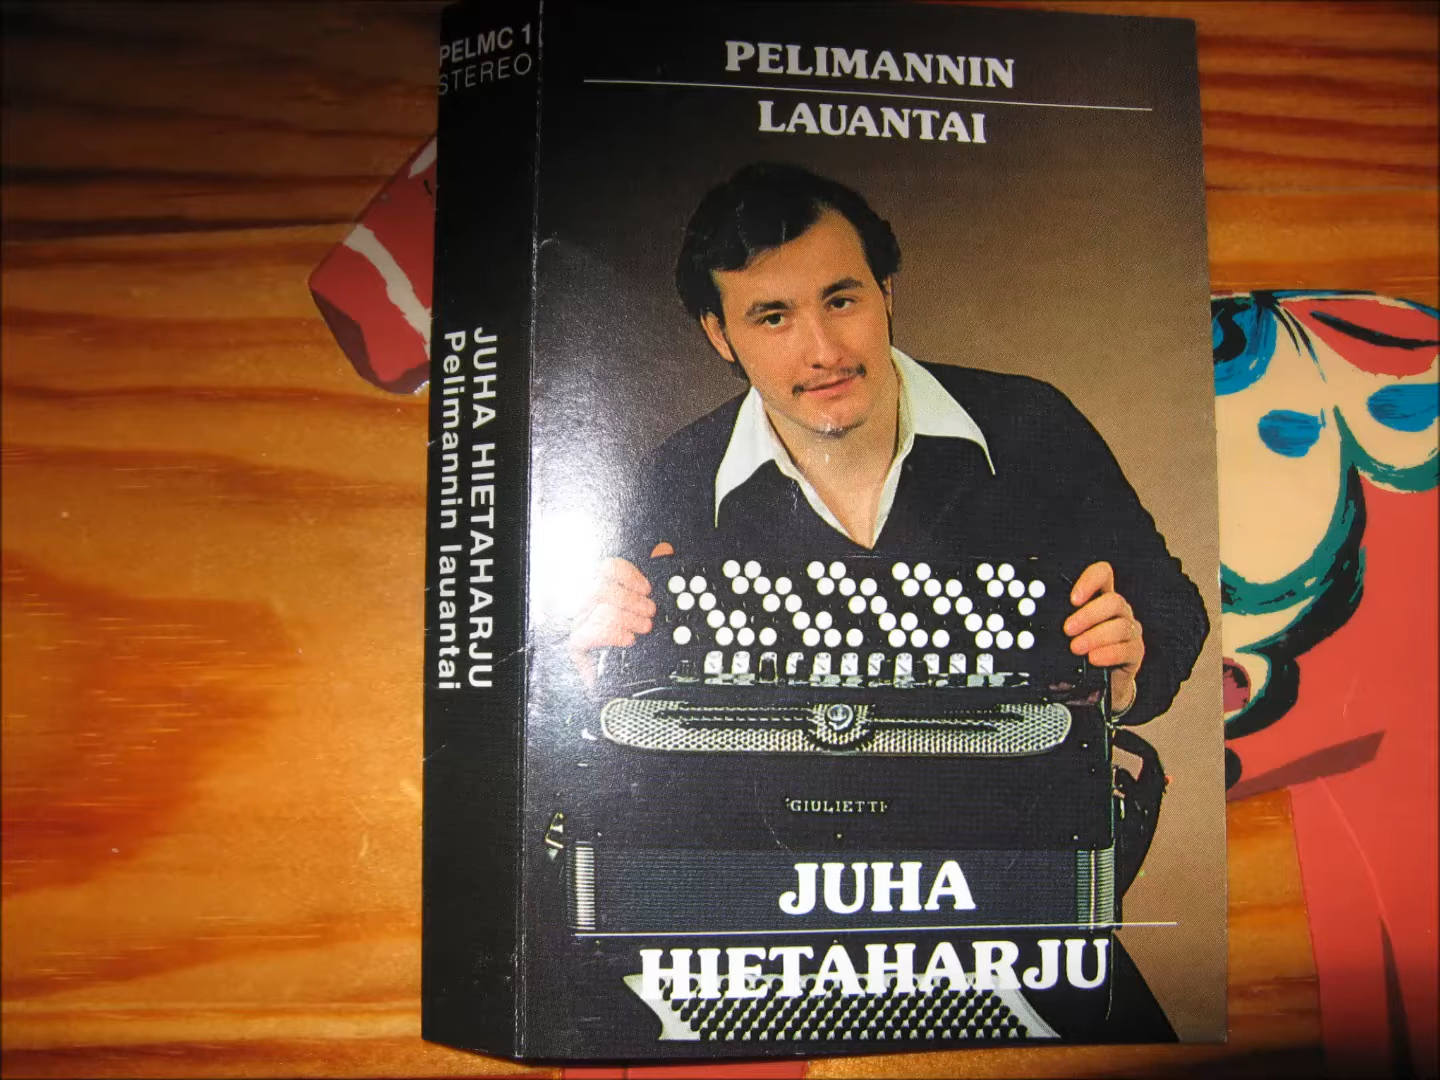 PELMC 1
STEREO
JUHA HIETAHARJU
Pelimannin lauantai
PELIMANNIN
LAUANTAI
GIULIETTI
JUHA
HIETAHARJU